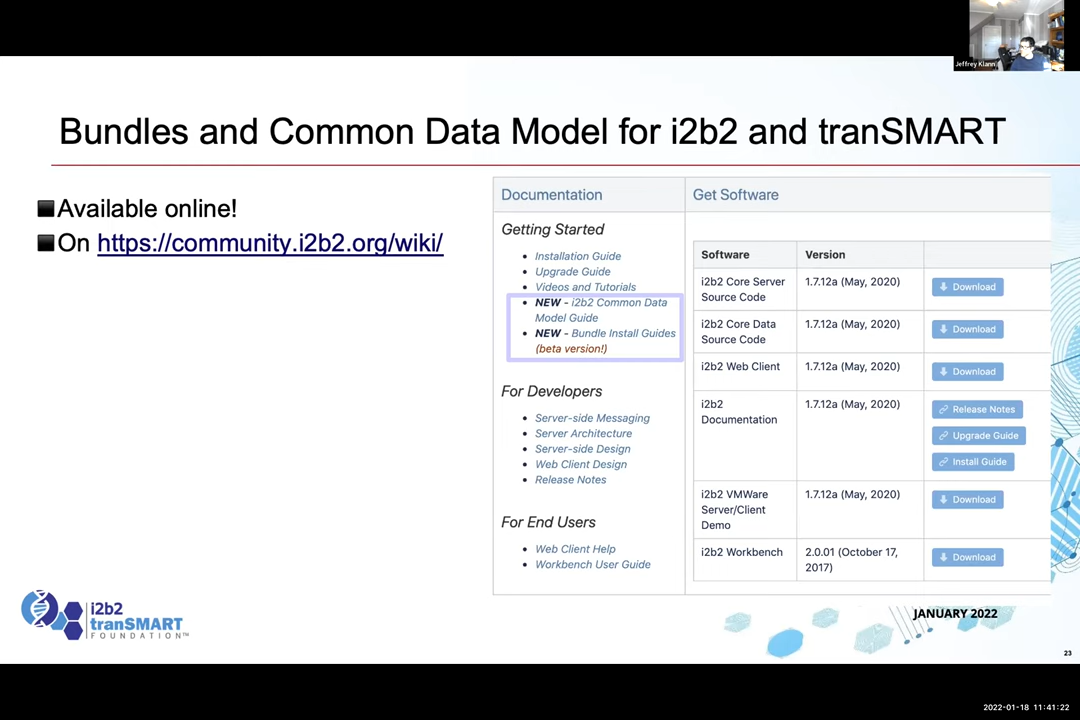 Jeffrey Klann
Bundles and Common Data Model for i2b2 and tranSMART
Available online!
On https://community.i2b2.org/wiki/
Documentation
Getting Started
Installation Guide
Upgrade Guide
Videos and Tutorials
NEW - i2b2 Common Data
Model Guide
NEW - Bundle Install Guides
(beta version!)
For Developers
Server-side Messaging
Server Architecture
Server-side Design
Web Client Design
Release Notes
For End Users
Web Client Help
Workbench User Guide
Get Software
Software Version
i2b2 Core Server
Source Code
1.7.12a (May, 2020)
Download
i2b2 Core Data
Source Code
1.7.12a (May, 2020)
Download
i2b2 Web Client
1.7.12a (May, 2020)
Download
i2b2
Documentation
1.7.12a (May, 2020)
Release Notes
Upgrade Guide
Install Guide
i2b2 VMWare
Server/Client
Demo
1.7.12a (May, 2020)
Download
i2b2 Workbench
2.0.01 (October 17,
2017)
Download
i2b2
tranSMART
FOUNDATION™
JANUARY 2022
23
2022-01-18 11:41:22